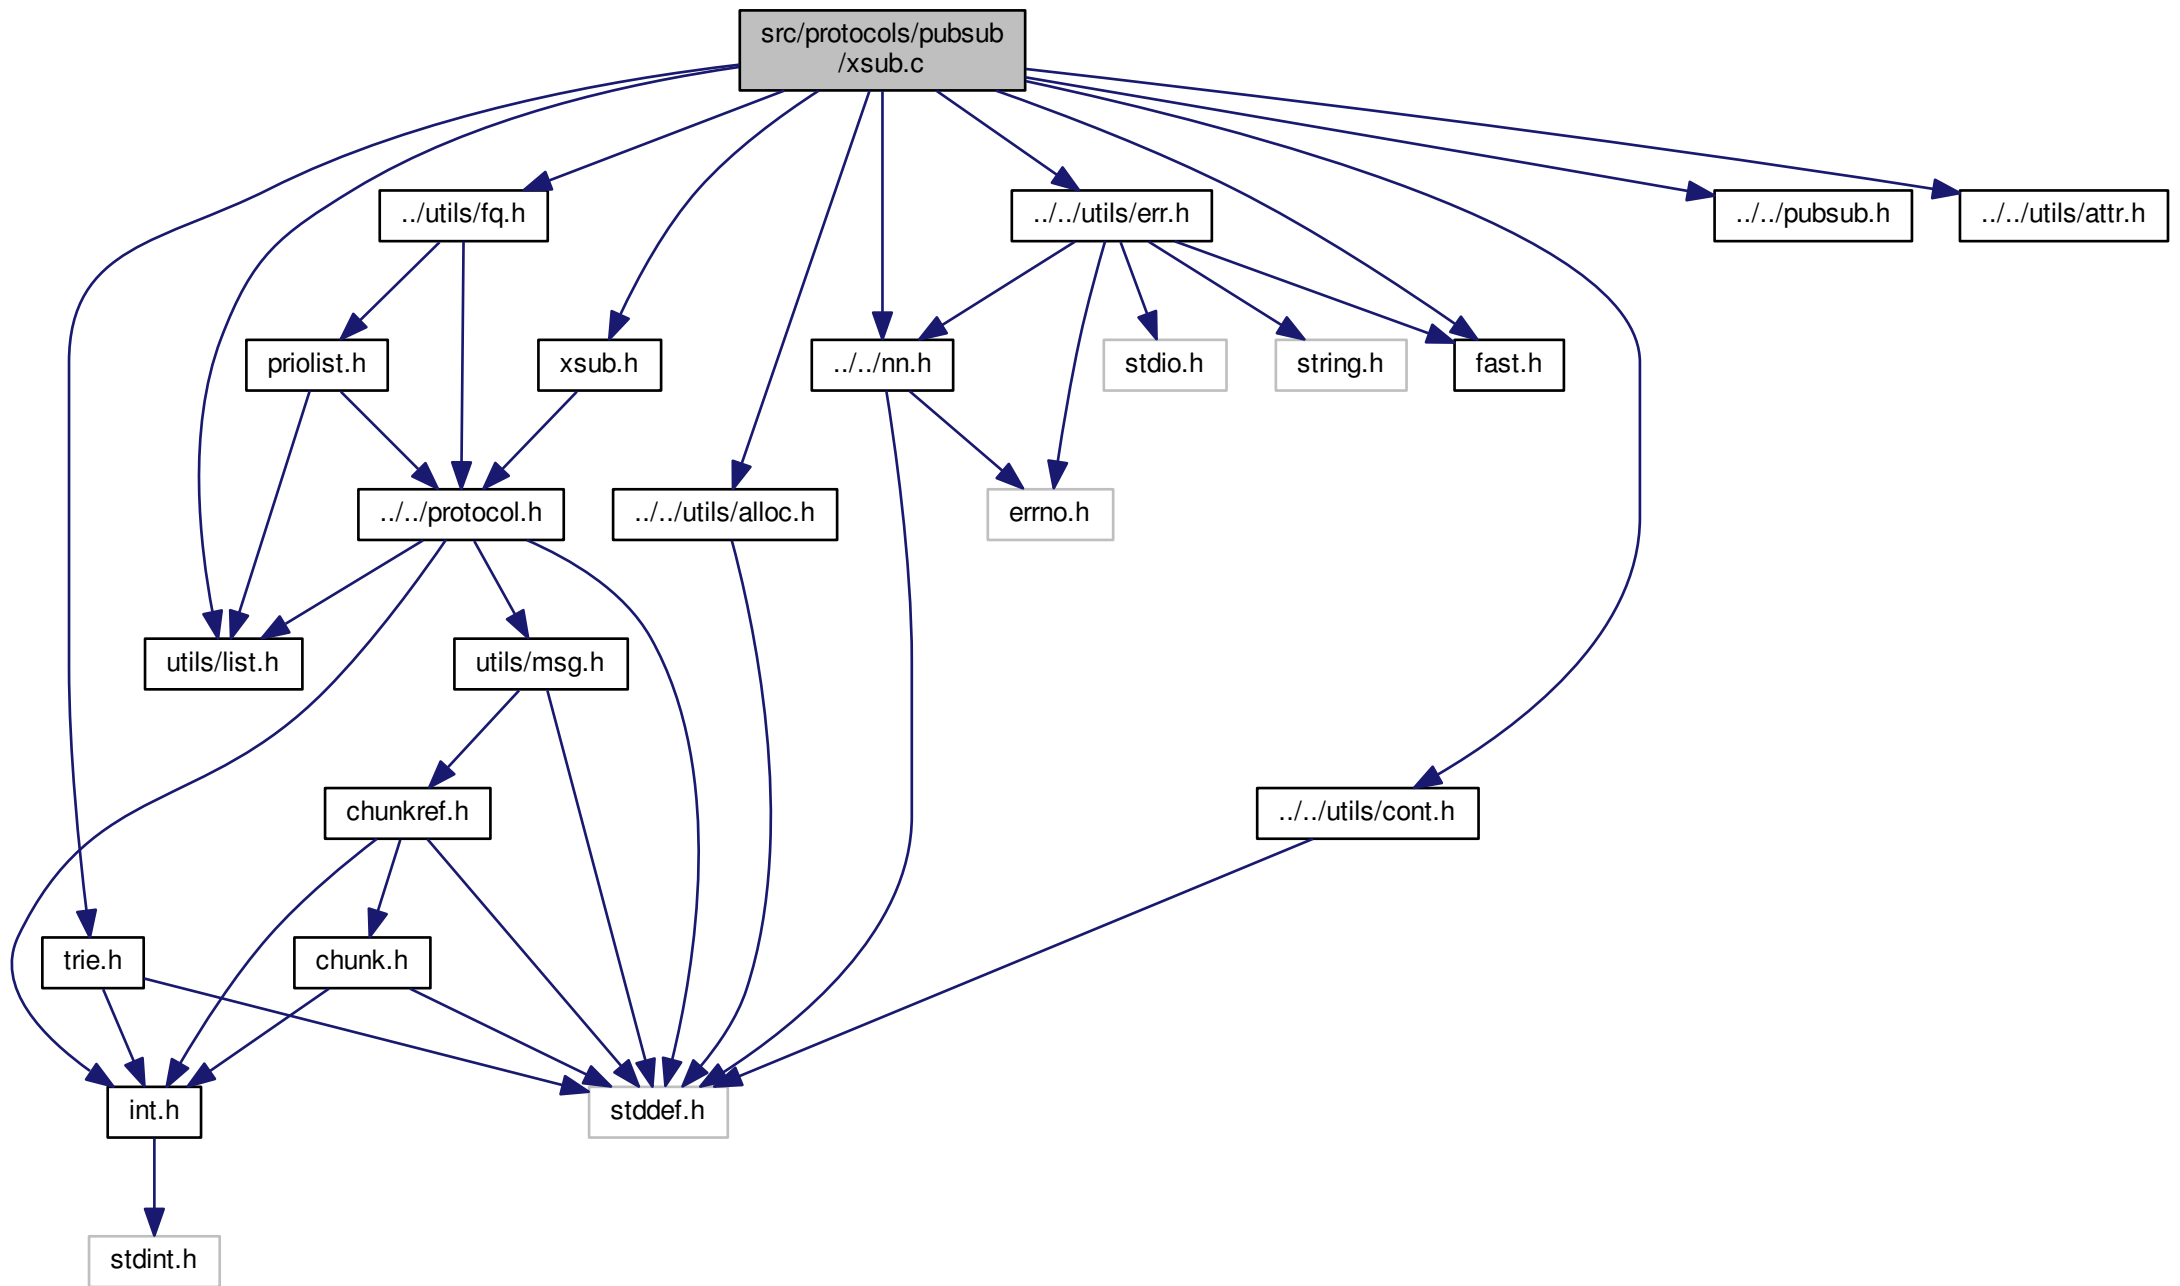 src/protocols/pubsub
/xsub.c
../utils/fq.h
../../utils/err.h
../../pubsub.h
../../utils/attr.h
priolist.h
xsub.h
../../nn.h
stdio.h
string.h
fast.h
../../protocol.h
../../utils/alloc.h
errno.h
utils/list.h
utils/msg.h
chunkref.h
../../utils/cont.h
trie.h
chunk.h
int.h
stddef.h
stdint.h